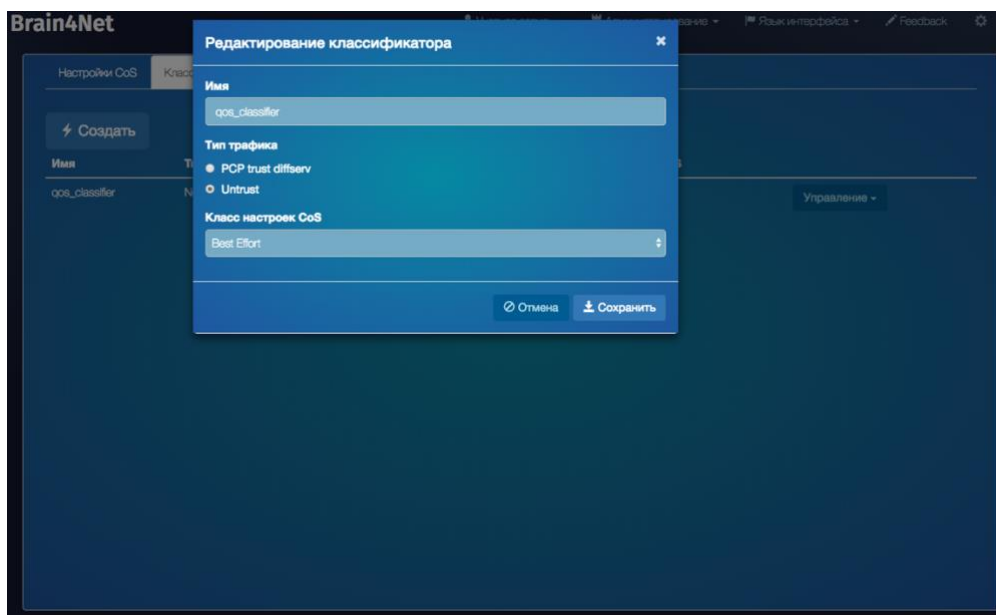 Brain4Net
Язык интерфейса
Feedback
Настройки CoS
Редактирование классификатора
Имя
qos_classifier
Тип трафика
PCP trust diffserv
Untrust
Класс настроек CoS
Best Effort
Отмена
Сохранить
Создать
Имя
qos_classifier
Управление